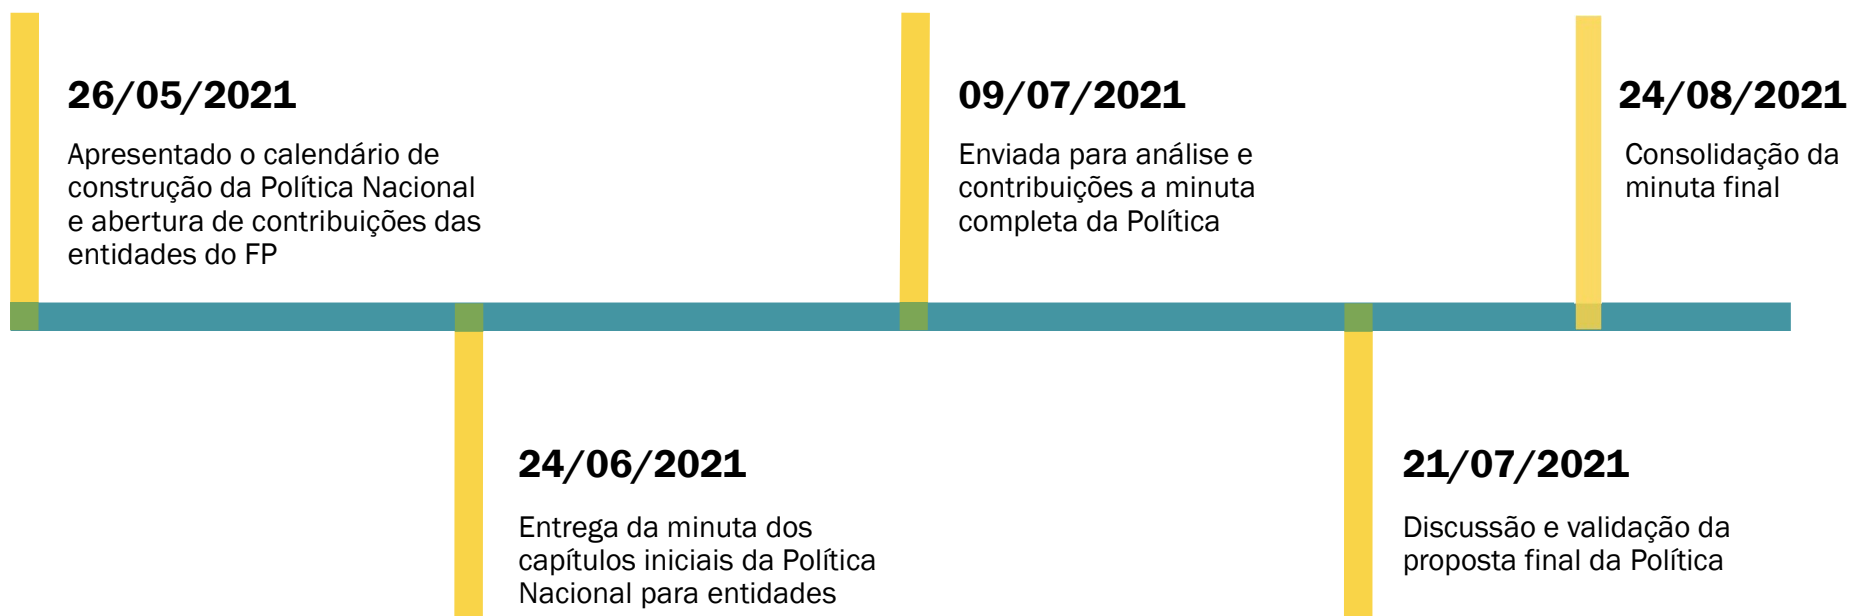 26/05/2021
Apresentado o calendário de
construção da Política Nacional
e abertura de contribuições das
entidades do FP
24/06/2021
Entrega da minuta dos
capítulos iniciais da Política
Nacional para entidades
09/07/2021
Enviada para análise e
contribuições a minuta
completa da Política
21/07/2021
Discussão e validação da
proposta final da Política
24/08/2021
Consolidação da
minuta final